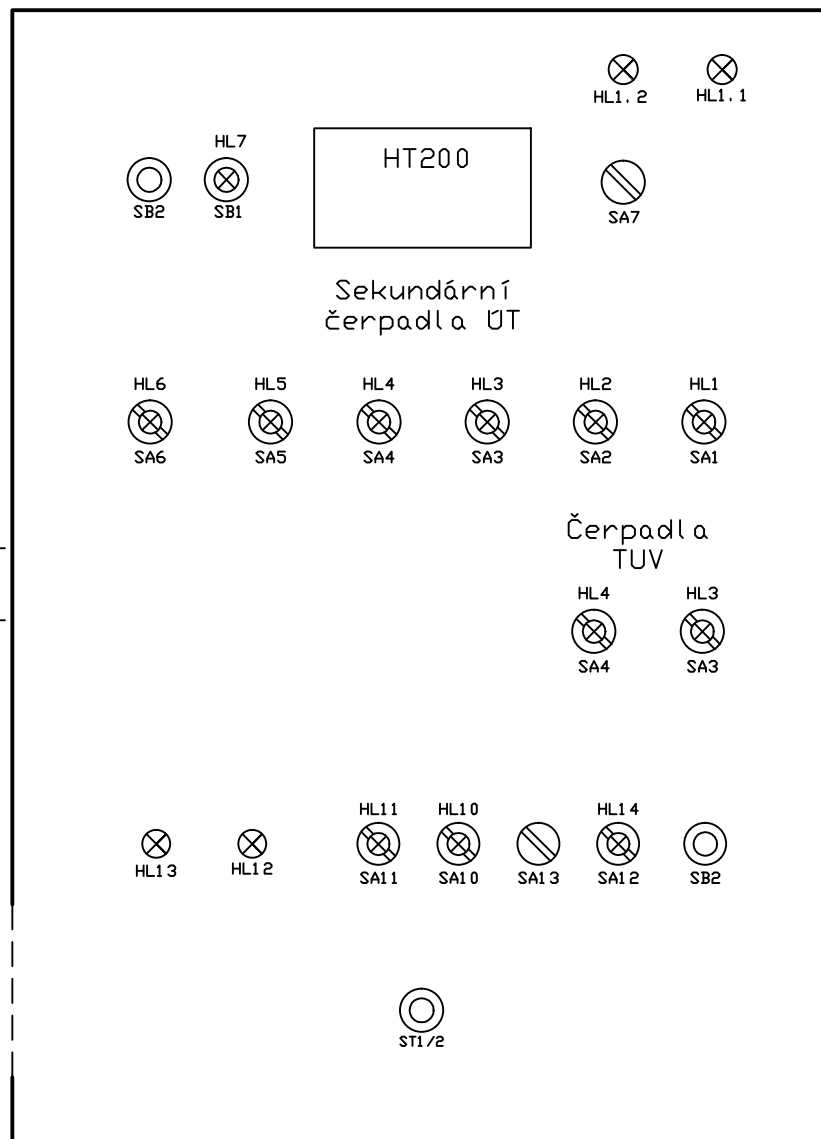 HL1.2 HL1.1
HL7
HT200
SB2 SB1 SA7
Sekundární
čerpadla ÚT
HL6 HL5 HL4 HL3 HL2 HL1
SA6 SA5 SA4 SA3 SA2 SA1
Čerpadla
TUV
HL4 HL3
SA4 SA3
HL11 HL10 HL14
HL13 HL12 SA11 SA10 SA13 SA12 SB2
ST1/2